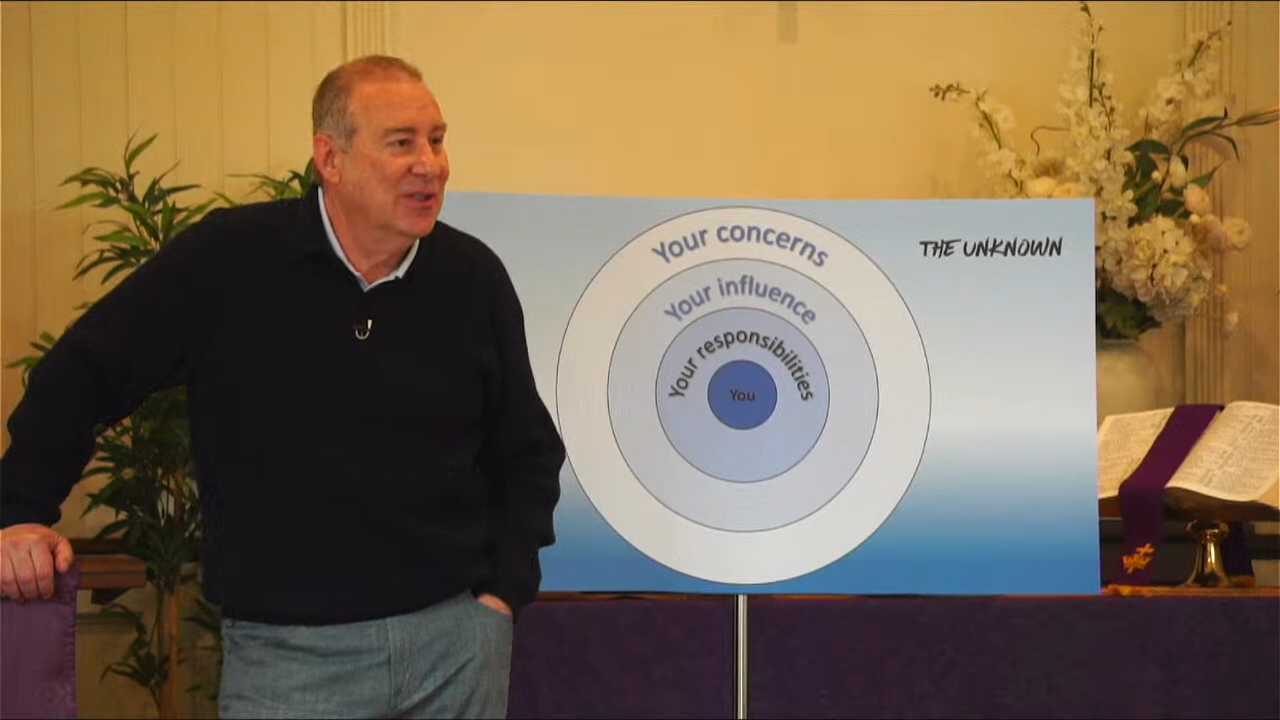 Your concerns
THE UNKNOWN
Your influence
Your responsibilities
You